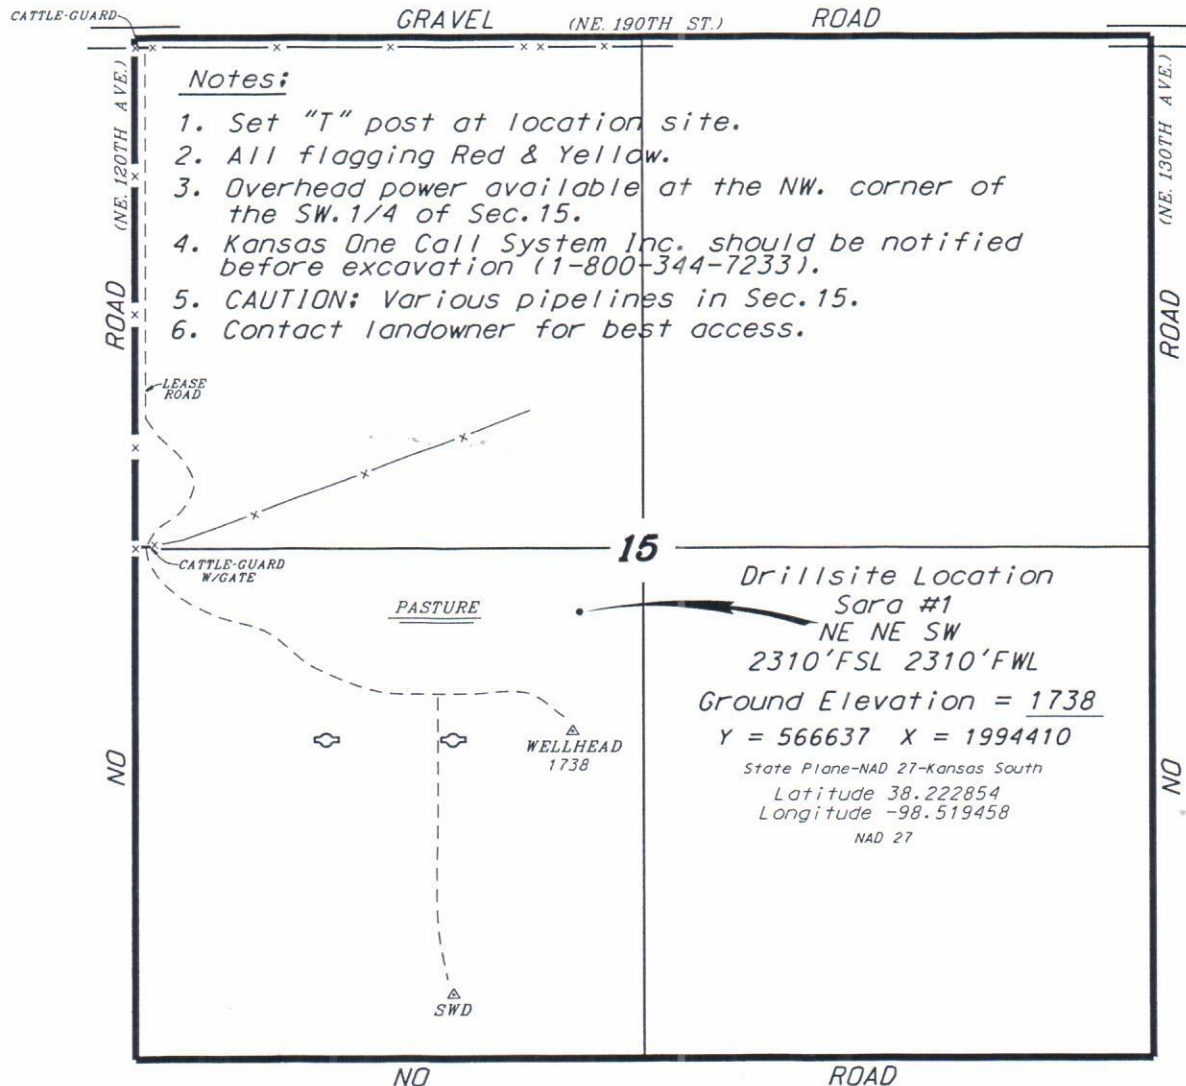 CATTLE-GUARD
GRAVEL (NE. 190TH ST.) ROAD
(NE. 120TH AVE.)
ROAD
NO
(NE. 130TH AVE.)
ROAD
NO
Notes:
1. Set "T" post at location site.
2. All flagging Red & Yellow.
3. Overhead power available at the NW. corner of
the SW.1/4 of Sec.15.
4. Kansas One Call System Inc. should be notified
before excavation (1-800-344-7233).
5. CAUTION: Various pipelines in Sec.15.
6. Contact landowner for best access.
LEASE
ROAD
15
CATTLE-GUARD
W/GATE
PASTURE
Drillsite Location
Sara #1
NE NE SW
2310'FSL 2310'FWL
Ground Elevation = 1738
Y = 566637 X = 1994410
State Plane-NAD 27-Kansas South
Latitude 38.222854
Longitude -98.519458
NAD 27
WELLHEAD
1738
SWD
NO ROAD